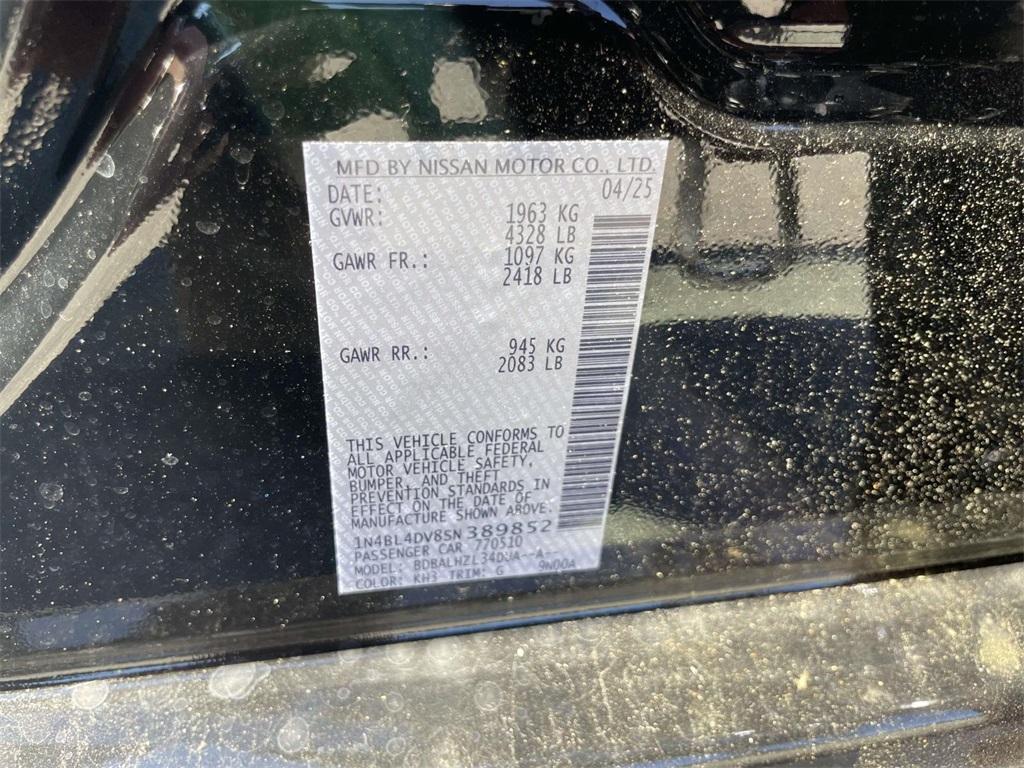 MFD BY NISSAN MOTOR CO., LTD.
DATE: 04/25
GVWR: 1963 KG
4328 LB
GAWR FR.: 1097 KG
2418 LB
GAWR RR.: 945 KG
2083 LB
THIS VEHICLE CONFORMS TO
ALL APPLICABLE FEDERAL
MOTOR VEHICLE SAFETY,
BUMPER, AND THEFT
PREVENTION STANDARDS IN
EFFECT ON THE DATE OF
MANUFACTURE SHOWN ABOVE.
1N4BL4DV8SN389852
PASSENGER CAR 770510
MODEL: 9N00A
COLOR: KH3 TRIM: G